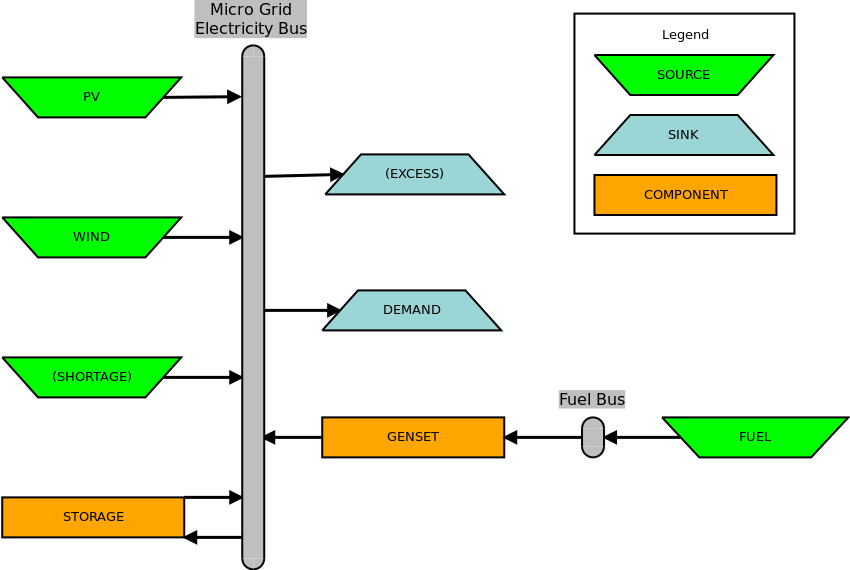 Micro Grid
Electricity Bus
Legend
SOURCE
SINK
COMPONENT
PV
(EXCESS)
WIND
DEMAND
(SHORTAGE)
Fuel Bus
GENSET
FUEL
STORAGE